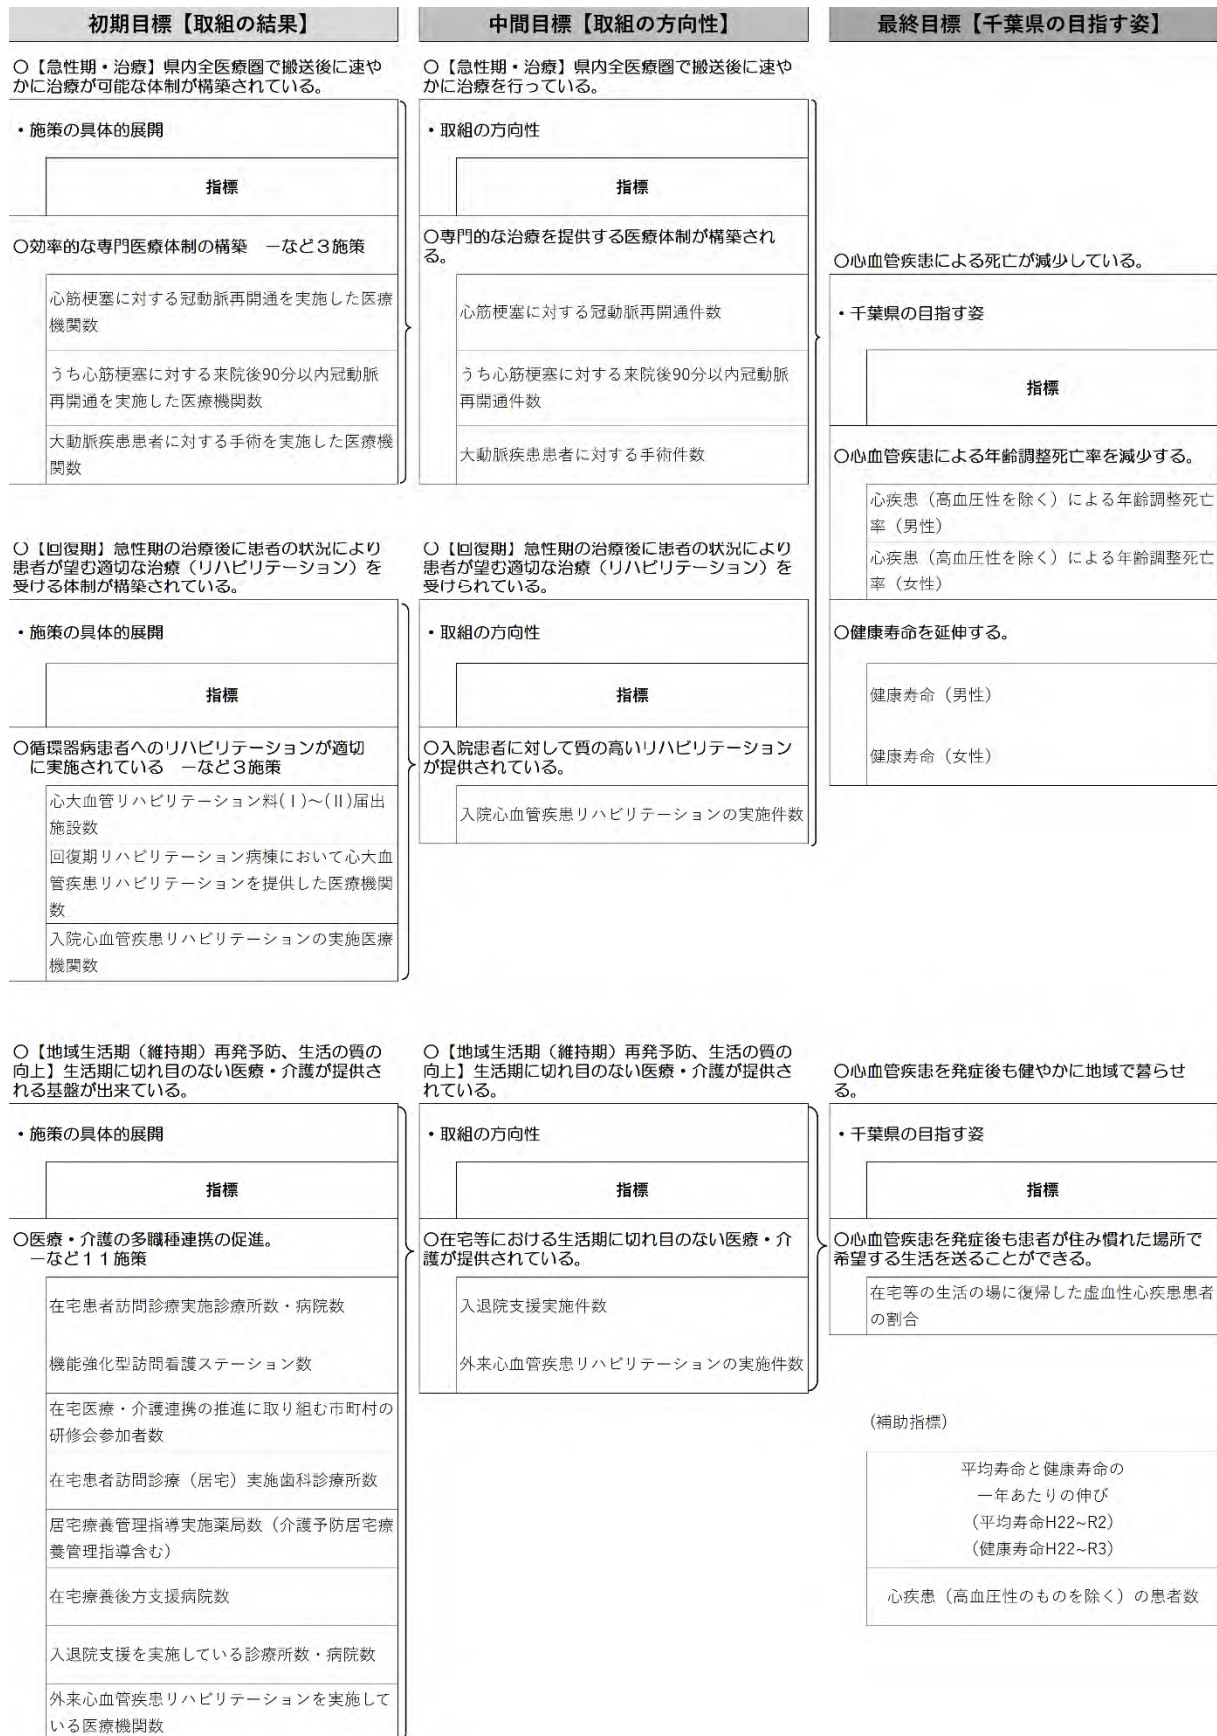 初期目標【取組の結果】
中間目標【取組の方向性】
最終目標【千葉県の目指す姿】
〇【急性期・治療】県内全医療圏で搬送後に速や
かに治療が可能な体制が構築されている。
・施策の具体的展開
指標
〇効率的な専門医療体制の構築　－など３施策
心筋梗塞に対する冠動脈再開通を実施した医療
機関数
うち心筋梗塞に対する来院後90分以内冠動脈
再開通を実施した医療機関数
大動脈疾患患者に対する手術を実施した医療機
関数
〇【急性期・治療】県内全医療圏で搬送後に速や
かに治療を行っている。
・取組の方向性
指標
〇専門的な治療を提供する医療体制が構築され
る。
心筋梗塞に対する冠動脈再開通件数
うち心筋梗塞に対する来院後90分以内冠動脈
再開通件数
大動脈疾患患者に対する手術件数
〇心血管疾患による死亡が減少している。
・千葉県の目指す姿
指標
〇心血管疾患による年齢調整死亡率を減少する。
心疾患（高血圧性を除く）による年齢調整死亡
率（男性）
心疾患（高血圧性を除く）による年齢調整死亡
率（女性）
〇健康寿命を延伸する。
健康寿命（男性）
健康寿命（女性）
〇【回復期】急性期の治療後に患者の状況により
患者が望む適切な治療（リハビリテーション）を
受ける体制が構築されている。
・施策の具体的展開
指標
〇循環器病患者へのリハビリテーションが適切
に実施されている　－など３施策
心大血管リハビリテーション料(Ⅰ)～(Ⅱ)届出
施設数
回復期リハビリテーション病棟において心大血
管疾患リハビリテーションを提供した医療機関
数
入院心血管疾患リハビリテーションの実施医療
機関数
〇【回復期】急性期の治療後に患者の状況により
患者が望む適切な治療（リハビリテーション）を
受けられている。
・取組の方向性
指標
〇入院患者に対して質の高いリハビリテーション
が提供されている。
入院心血管疾患リハビリテーションの実施件数
〇【地域生活期（維持期）再発予防、生活の質の
向上】生活期に切れ目のない医療・介護が提供さ
れる基盤が出来ている。
・施策の具体的展開
指標
〇医療・介護の多職種連携の促進。
－など１１施策
在宅患者訪問診療実施診療所数・病院数
機能強化型訪問看護ステーション数
在宅医療・介護連携の推進に取り組む市町村の
研修会参加者数
在宅患者訪問診療（居宅）実施歯科診療所数
居宅療養管理指導実施薬局数（介護予防居宅療
養管理指導含む）
在宅療養後方支援病院数
入退院支援を実施している診療所数・病院数
外来心血管疾患リハビリテーションを実施して
いる医療機関数
〇【地域生活期（維持期）再発予防、生活の質の
向上】生活期に切れ目のない医療・介護が提供さ
れている。
・取組の方向性
指標
〇在宅等における生活期に切れ目のない医療・介
護が提供されている。
入退院支援実施件数
外来心血管疾患リハビリテーションの実施件数
〇心血管疾患を発症後も健やかに地域で暮らせ
る。
・千葉県の目指す姿
指標
〇心血管疾患を発症後も患者が住み慣れた場所で
希望する生活を送ることができる。
在宅等の生活の場に復帰した虚血性心疾患患者
の割合
（補助指標）
平均寿命と健康寿命の
一年あたりの伸び
（平均寿命H22~R2）
（健康寿命H22~R3）
心疾患（高血圧性のものを除く）の患者数